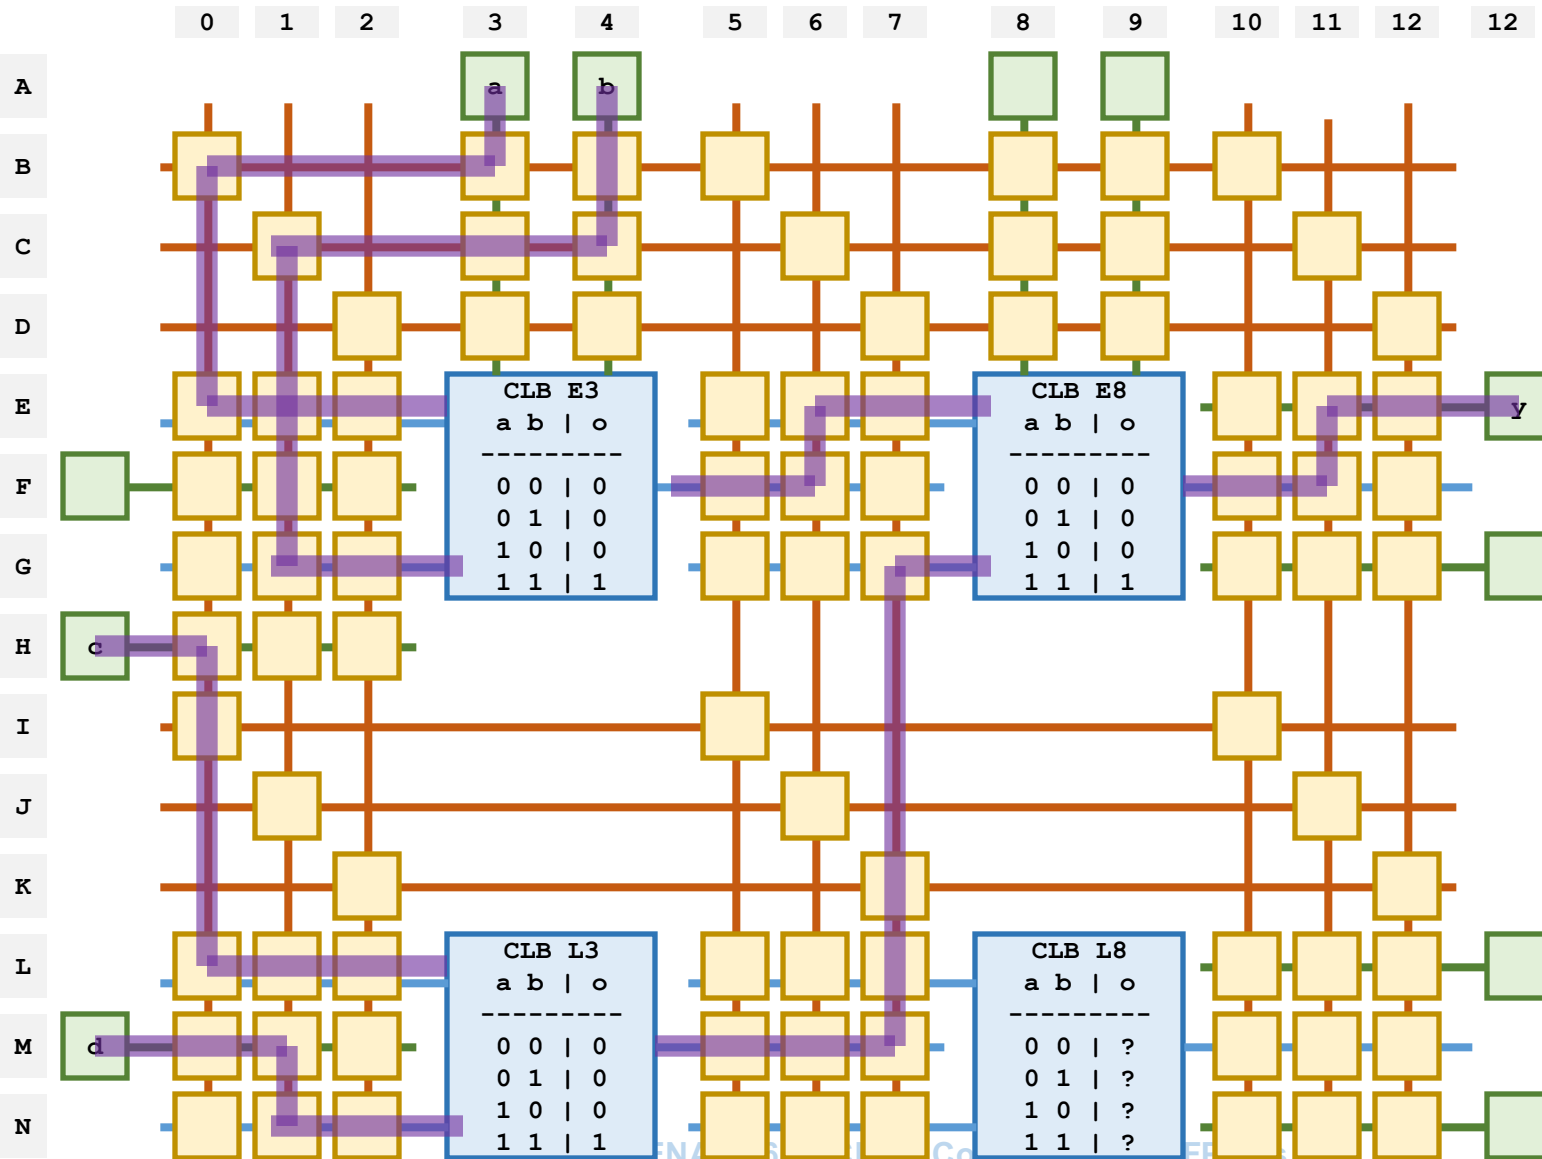 0 1 2 3 4 5 6 7 8 9 10 11 12 12
A a b
B
C
D
E CLB E3 CLB E8 y
a b | o a b | o
--------- ---------
F 0 0 | 0 0 0 | 0
0 1 | 0 0 1 | 0
G 1 0 | 0 1 0 | 0
1 1 | 1 1 1 | 1
H c
I
J
K
L CLB L3 CLB L8
a b | o a b | o
--------- ---------
M d 0 0 | 0 0 0 | ?
0 1 | 0 0 1 | ?
N 1 0 | 0 1 0 | ?
1 1 | 1 1 1 | ?